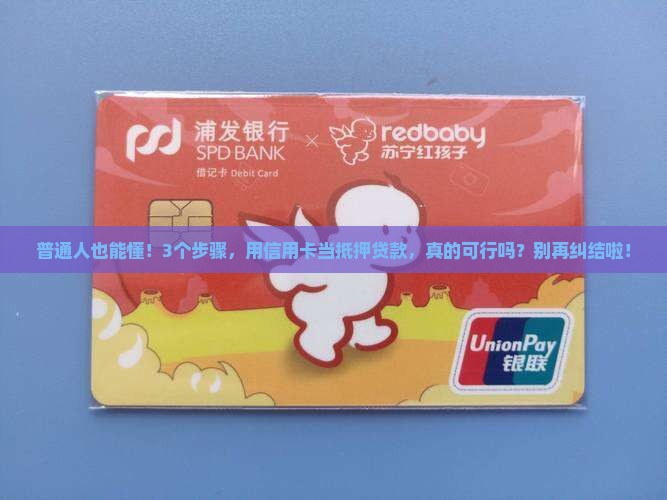 浦发银行
SPD BANK
借记卡 Debit Card
×
redbaby
苏宁红孩子
普通人也能懂！3个步骤，用信用卡当抵押贷款，真的可行吗？别再纠结啦！
UnionPay
银联